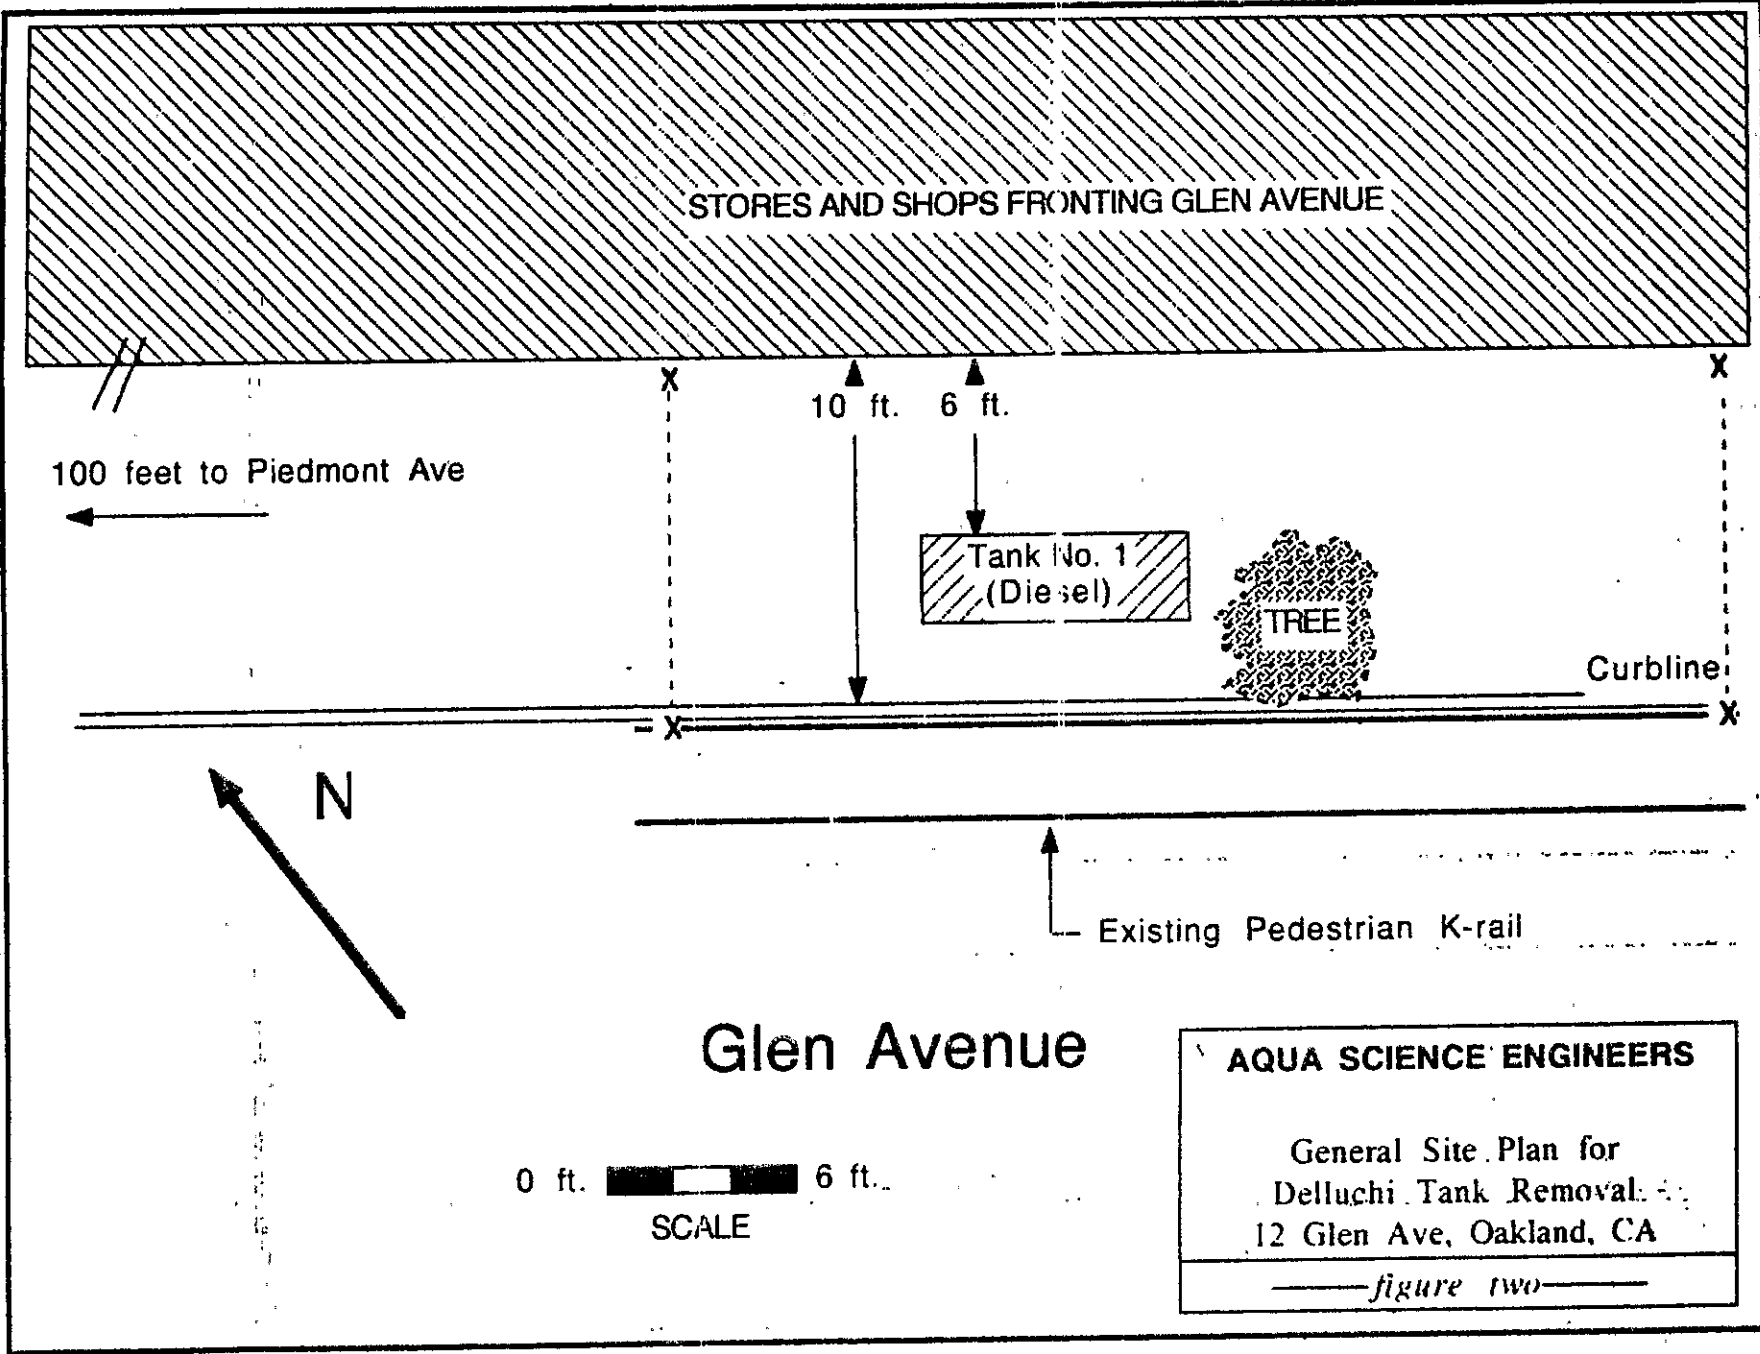 STORES AND SHOPS FRONTING GLEN AVENUE
X
X
10 ft. 6 ft.
100 feet to Piedmont Ave
Tank No. 1
(Diesel)
TREE
Curbline
X
X
N
Existing Pedestrian K-rail
Glen Avenue
0 ft. 6 ft.
SCALE
AQUA SCIENCE ENGINEERS
General Site Plan for
Delluchi Tank Removal
12 Glen Ave, Oakland, CA
figure two